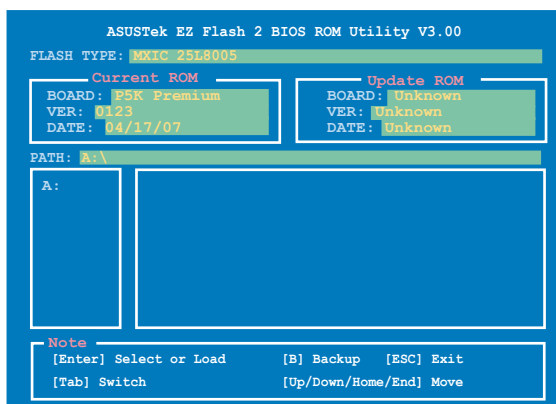 ASUSTek EZ Flash 2 BIOS ROM Utility V3.00
FLASH TYPE: MXIC 25L8005
Current ROM
BOARD: P5K Premium
VER: 0123
DATE: 04/17/07
Update ROM
BOARD: Unknown
VER: Unknown
DATE: Unknown
PATH: A:\
A:
Note
[Enter] Select or Load [B] Backup [ESC] Exit
[Tab] Switch [Up/Down/Home/End] Move